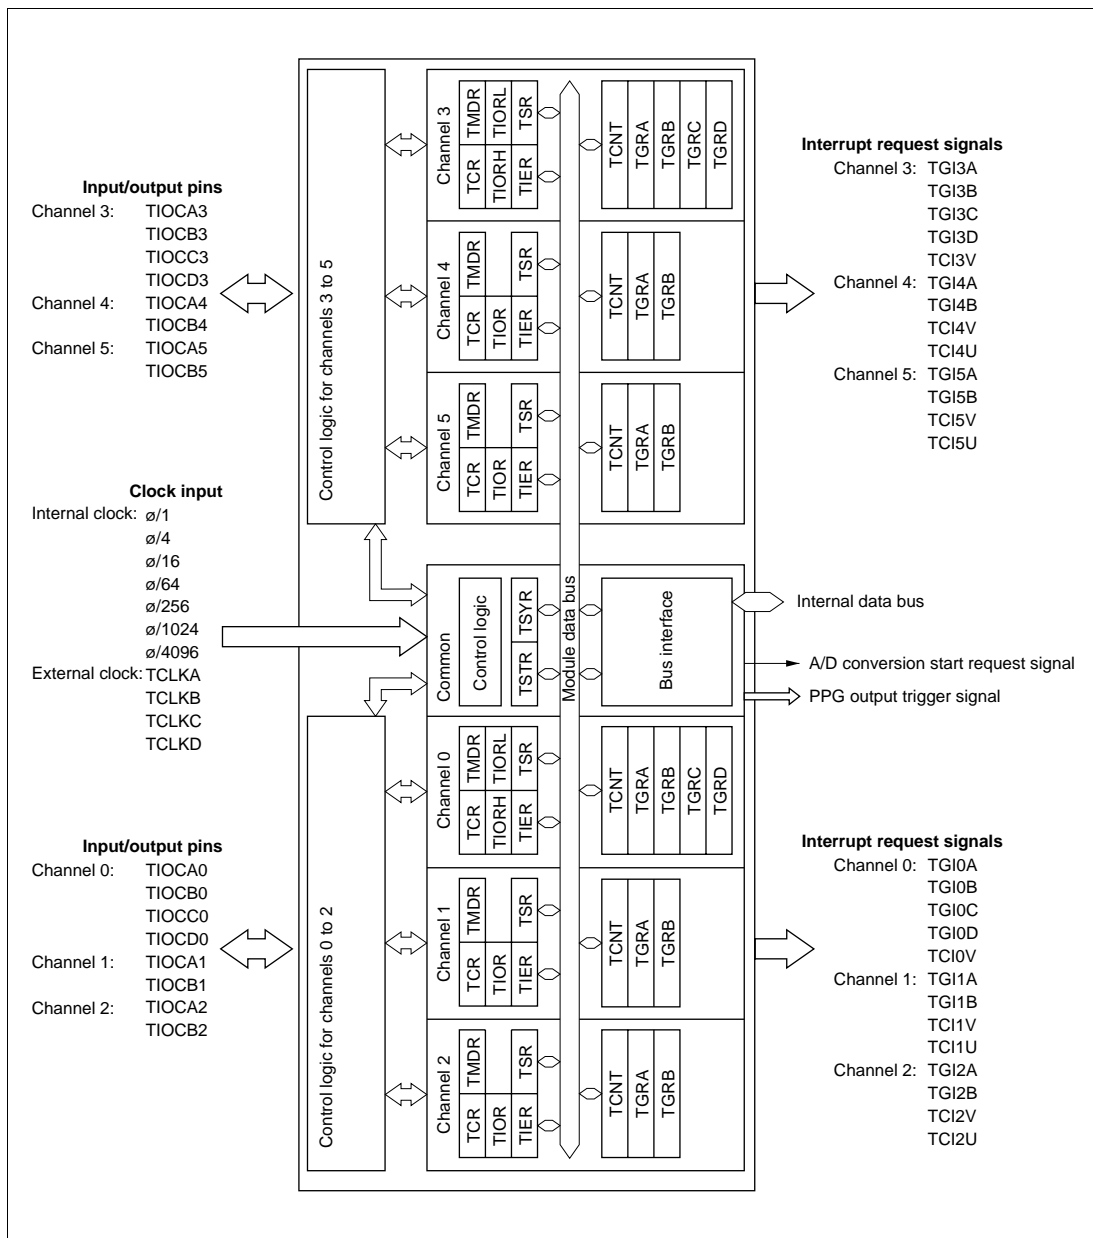 Input/output pins
Channel 3: TIOCA3
TIOCB3
TIOCC3
TIOCD3
Channel 4: TIOCA4
TIOCB4
Channel 5: TIOCA5
TIOCB5
Clock input
Internal clock: ø/1
ø/4
ø/16
ø/64
ø/256
ø/1024
ø/4096
External clock: TCLKA
TCLKB
TCLKC
TCLKD
Input/output pins
Channel 0: TIOCA0
TIOCB0
TIOCC0
TIOCD0
Channel 1: TIOCA1
TIOCB1
Channel 2: TIOCA2
TIOCB2
Control logic for channels 3 to 5
Control logic for channels 0 to 2
Channel 3
TCR TMDR
TIORH TIORL
TIER TSR
TCNT
TGRA
TGRB
TGRC
TGRD
Channel 4
TCR TMDR
TIOR
TIER TSR
TCNT
TGRA
TGRB
Channel 5
TCR TMDR
TIOR
TIER TSR
TCNT
TGRA
TGRB
Common
Control logic
TSTR TSYR
Module data bus
Bus interface
Channel 0
TCR TMDR
TIORH TIORL
TIER TSR
TCNT
TGRA
TGRB
TGRC
TGRD
Channel 1
TCR TMDR
TIOR
TIER TSR
TCNT
TGRA
TGRB
Channel 2
TCR TMDR
TIOR
TIER TSR
TCNT
TGRA
TGRB
Interrupt request signals
Channel 3: TGI3A
TGI3B
TGI3C
TGI3D
TCI3V
Channel 4: TGI4A
TGI4B
TCI4V
TCI4U
Channel 5: TGI5A
TGI5B
TCI5V
TCI5U
Internal data bus
A/D conversion start request signal
PPG output trigger signal
Interrupt request signals
Channel 0: TGI0A
TGI0B
TGI0C
TGI0D
TCI0V
Channel 1: TGI1A
TGI1B
TCI1V
TCI1U
Channel 2: TGI2A
TGI2B
TCI2V
TCI2U